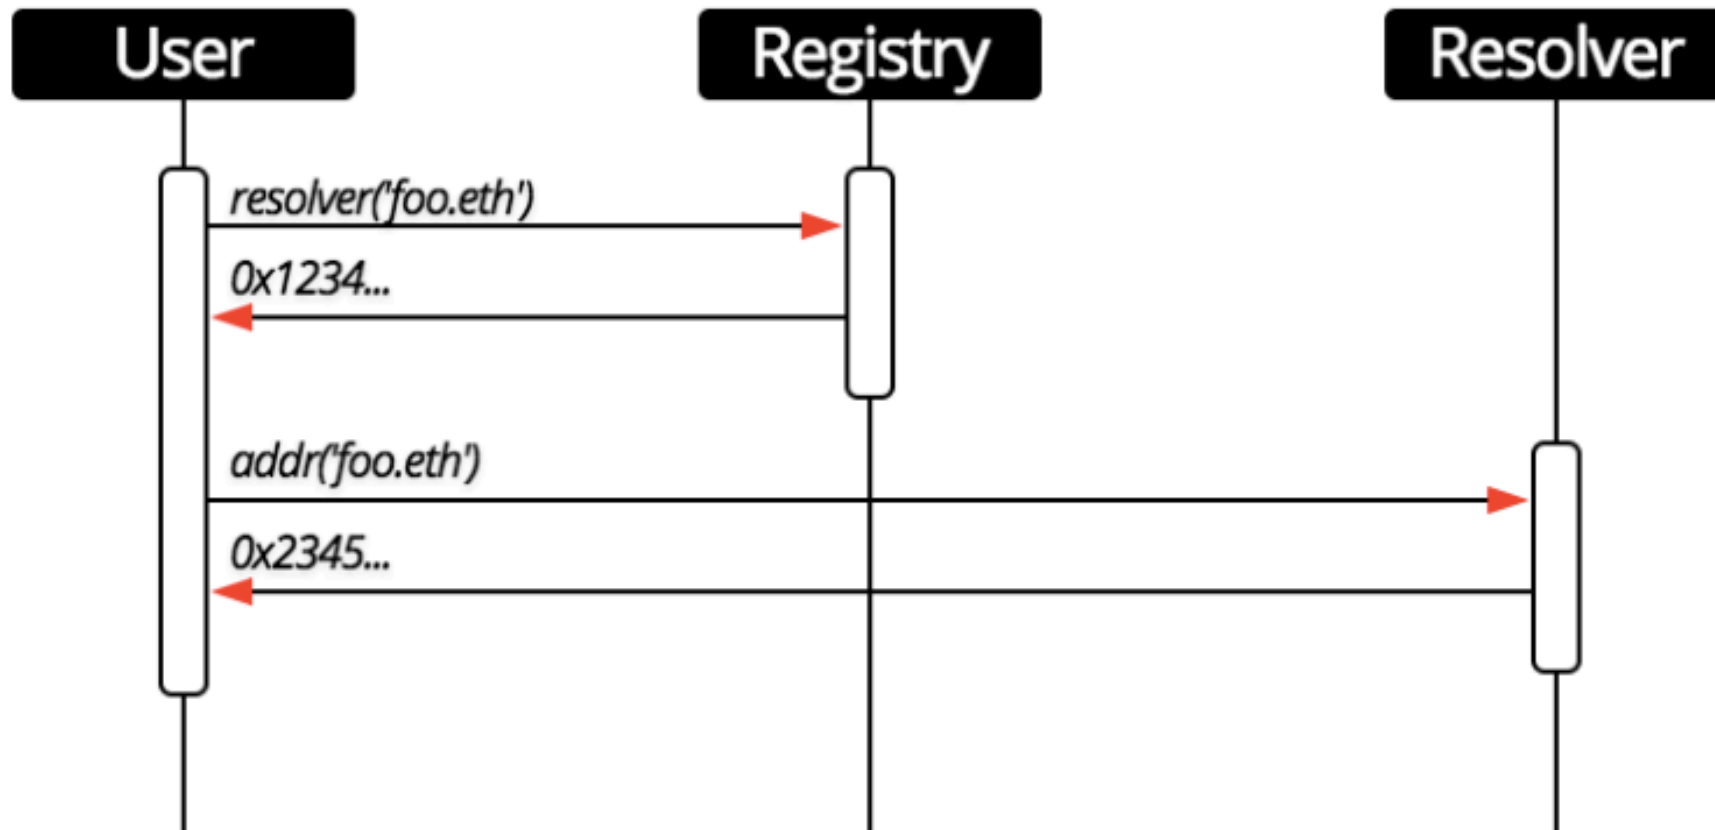 User
Registry
Resolver
resolver('foo.eth')
0x1234...
addr('foo.eth')
0x2345...